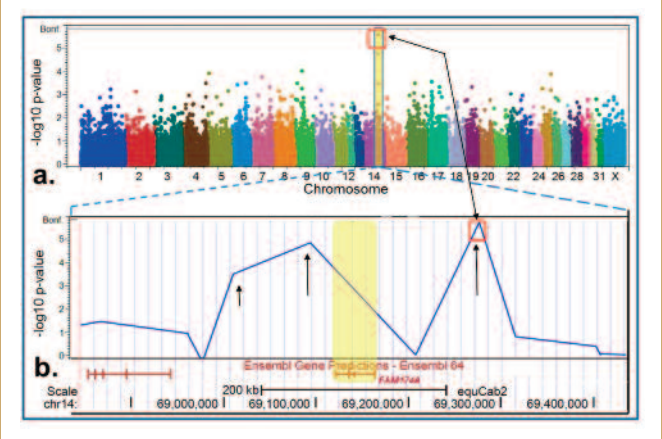 Bonf.
5
4
3
2
1
0
-log10 p-value
a.
1 2 3 4 5 6 7 8 9 10 12 14 15 16 17 18 19 20 22 24 26 28 31 X
Chromosome
Bonf.
5
4
3
2
1
0
-log10 p-value
b.
Ensembl Gene Predictions - Ensembl 64
FAM174A
Scale
200 kb
equCab2
chr14:
69,000,000
69,100,000
69,200,000
69,300,000
69,400,000